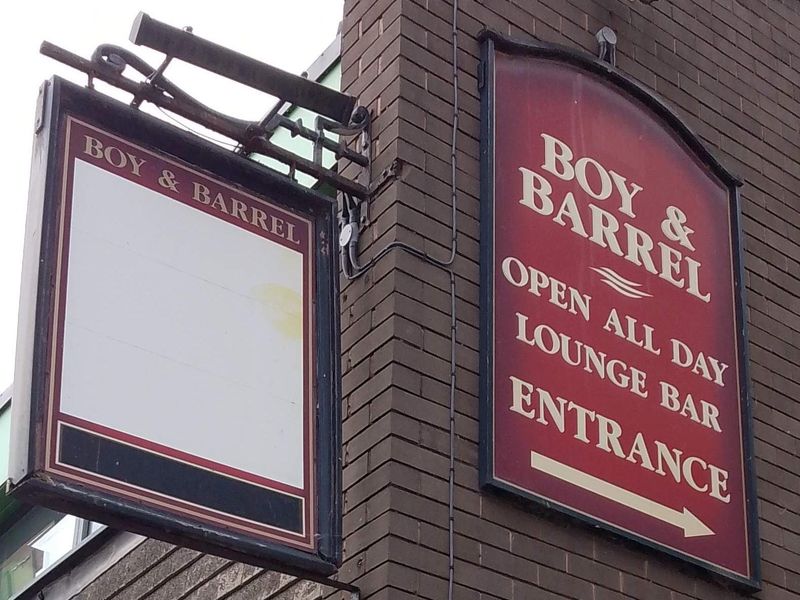 BOY & BARREL
BOY &
BARREL
OPEN ALL DAY
LOUNGE BAR
ENTRANCE